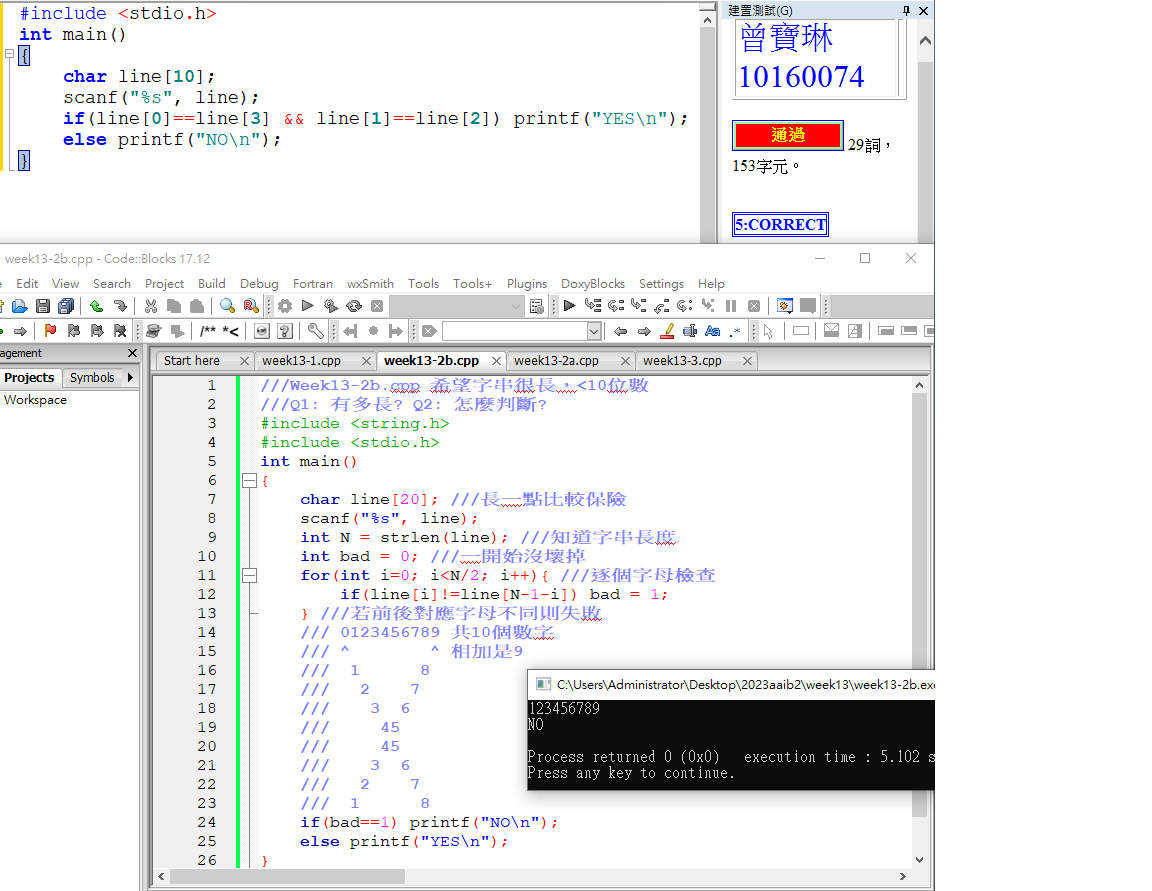 #include <stdio.h>
int main()
{
    char line[10];
    scanf("%s", line);
    if(line[0]==line[3] && line[1]==line[2]) printf("YES\n");
    else printf("NO\n");
}
建置測試(G)
曾寶琳
10160074
通過 29詞，
153字元。
5:CORRECT
week13-2b.cpp - Code::Blocks 17.12
Edit View Search Project Build Debug Fortran wxSmith Tools Tools+ Plugins DoxyBlocks Settings Help
/** *<
Aa .*
agement
Projects Symbols
Workspace
Start here week13-1.cpp week13-2b.cpp week13-2a.cpp week13-3.cpp
1 ///Week13-2b.cpp 希望字串很長，<10位數
2 ///Q1: 有多長? Q2: 怎麼判斷?
3 #include <string.h>
4 #include <stdio.h>
5 int main()
6 {
7     char line[20]; ///長一點比較保險
8     scanf("%s", line);
9     int N = strlen(line); ///知道字串長度
10     int bad = 0; ///一開始沒壞掉
11     for(int i=0; i<N/2; i++){ ///逐個字母檢查
12         if(line[i]!=line[N-1-i]) bad = 1;
13     } ///若前後對應字母不同則失敗
14     /// 0123456789 共10個數字
15     /// ^        ^ 相加是9
16     ///  1      8
17     ///   2    7
18     ///    3  6
19     ///     45
20     ///     45
21     ///    3  6
22     ///   2    7
23     ///  1      8
24     if(bad==1) printf("NO\n");
25     else printf("YES\n");
26 }
C:\Users\Administrator\Desktop\2023aaib2\week13\week13-2b.exe
123456789
NO
Process returned 0 (0x0)   execution time : 5.102 s
Press any key to continue.